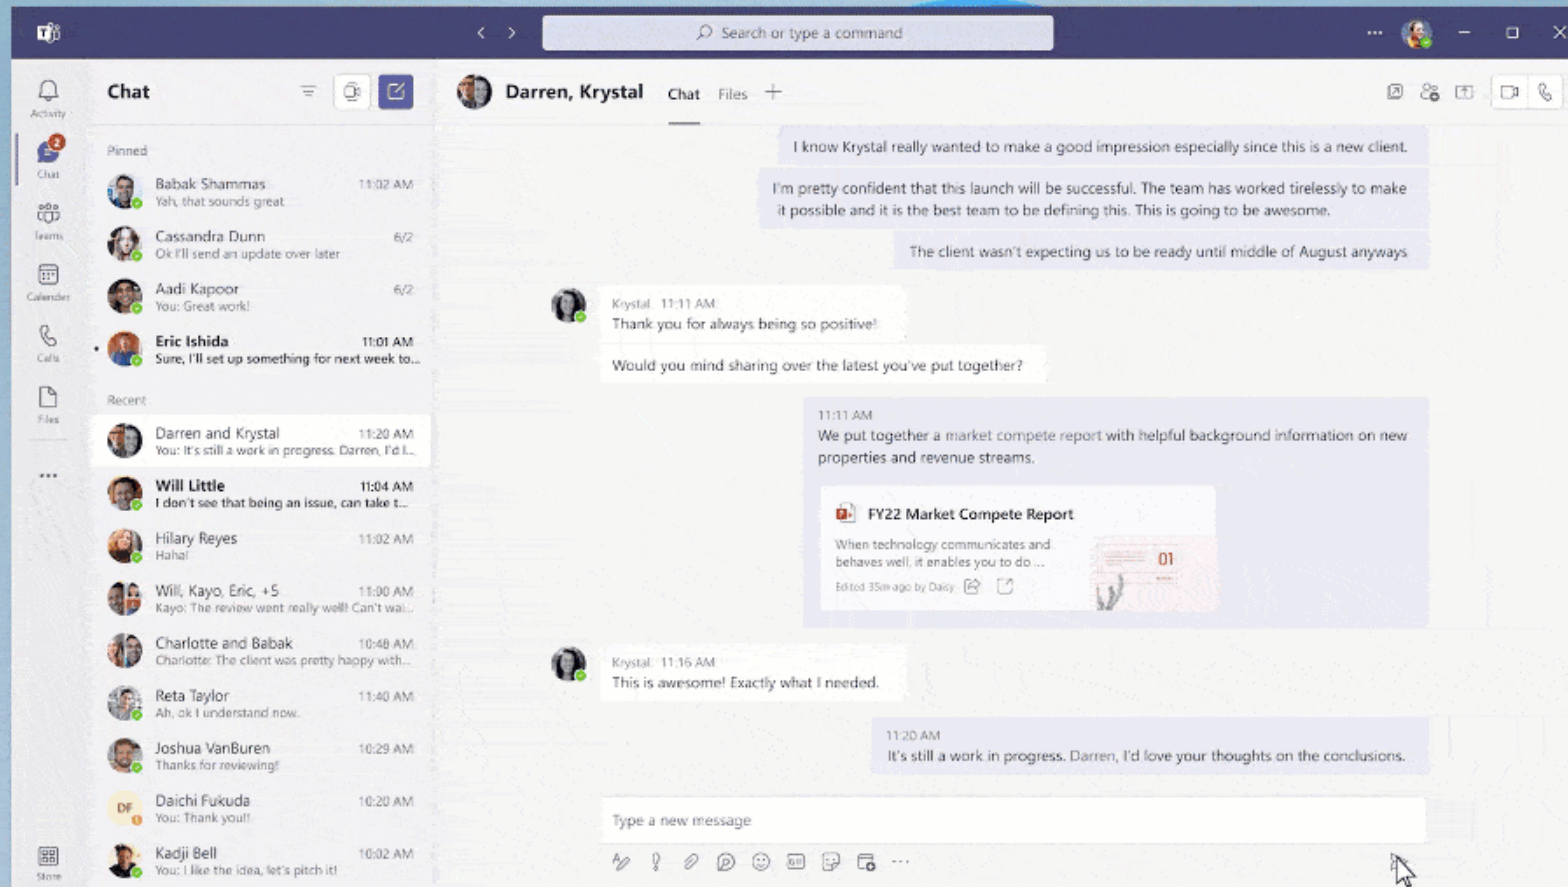 Search or type a command
Activity
Chat
2
Teams
Calender
Calls
Files
Store
Chat
Pinned
Babak Shammas 11:02 AM
Yah, that sounds great
Cassandra Dunn 6/2
Ok I'll send an update over later
Aadi Kapoor 6/2
You: Great work!
Eric Ishida 11:01 AM
Sure, I'll set up something for next week to...
Recent
Darren and Krystal 11:20 AM
You: It's still a work in progress. Darren, I'd l...
Will Little 11:04 AM
I don't see that being an issue, can take t...
Hilary Reyes 11:02 AM
Haha!
Will, Kayo, Eric, +5 11:00 AM
Kayo: The review went really well! Can't wai...
Charlotte and Babak 10:48 AM
Charlotte: The client was pretty happy with...
Reta Taylor 11:40 AM
Ah, ok I understand now.
Joshua VanBuren 10:29 AM
Thanks for reviewing!
DF
Daichi Fukuda 10:20 AM
You: Thank you!!
Kadji Bell 10:02 AM
You: I like the idea, let's pitch it!
Darren, Krystal Chat Files
I know Krystal really wanted to make a good impression especially since this is a new client.
I'm pretty confident that this launch will be successful. The team has worked tirelessly to make
it possible and it is the best team to be defining this. This is going to be awesome.
The client wasn't expecting us to be ready until middle of August anyways
Krystal 11:11 AM
Thank you for always being so positive!
Would you mind sharing over the latest you've put together?
11:11 AM
We put together a market compete report with helpful background information on new
properties and revenue streams.
FY22 Market Compete Report
When technology communicates and
behaves well, it enables you to do ...
Edited 35m ago by Daisy
01
Krystal 11:16 AM
This is awesome! Exactly what I needed.
11:20 AM
It's still a work in progress. Darren, I'd love your thoughts on the conclusions.
Type a new message
GIF